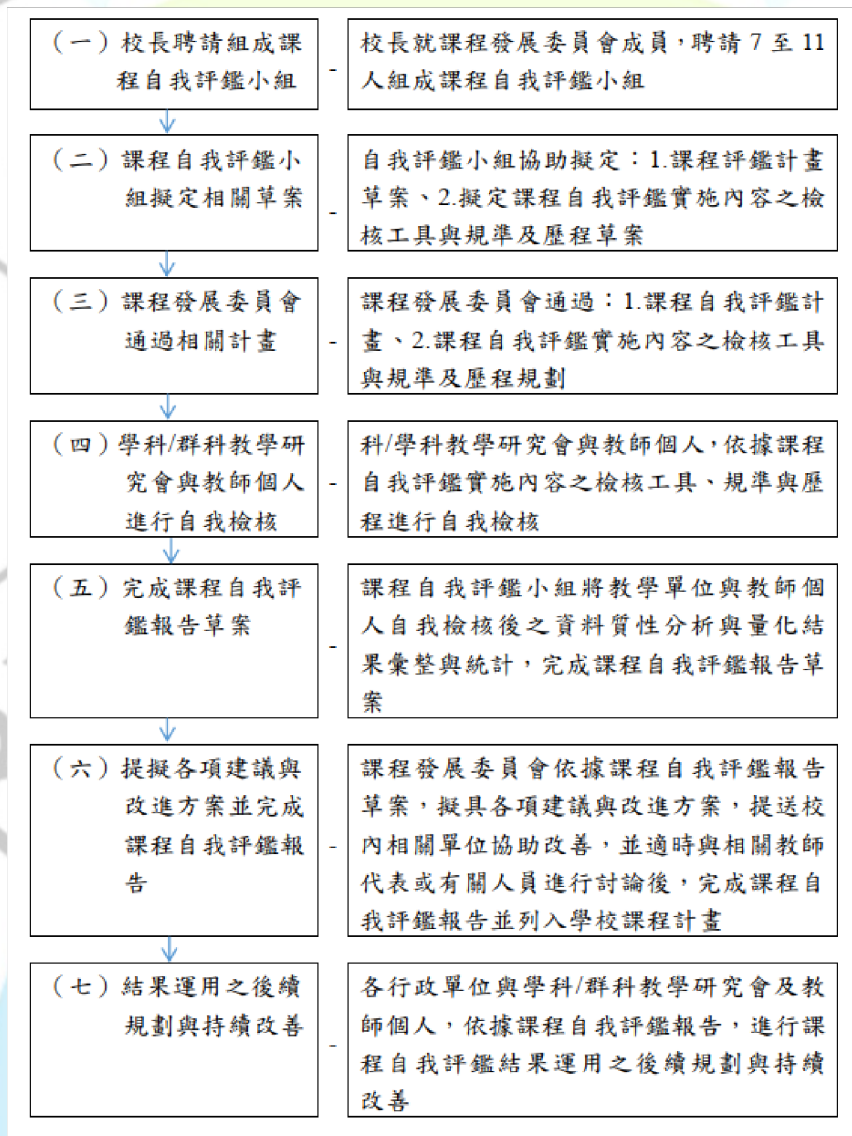 （一）校長聘請組成課
程自我評鑑小組
-
校長就課程發展委員會成員，聘請 7 至 11
人組成課程自我評鑑小組
（二）課程自我評鑑小
組擬定相關草案
-
自我評鑑小組協助擬定：1.課程評鑑計畫
草案、2.擬定課程自我評鑑實施內容之檢
核工具與規準及歷程草案
（三）課程發展委員會
通過相關計畫
-
課程發展委員會通過：1.課程自我評鑑計
畫、2.課程自我評鑑實施內容之檢核工具
與規準及歷程規劃
（四）學科/群科教學研
究會與教師個人
進行自我檢核
-
科/學科教學研究會與教師個人，依據課程
自我評鑑實施內容之檢核工具、規準與歷
程進行自我檢核
（五）完成課程自我評
鑑報告草案
-
課程自我評鑑小組將教學單位與教師個
人自我檢核後之資料質性分析與量化結
果彙整與統計，完成課程自我評鑑報告草
案
（六）提擬各項建議與
改進方案並完成
課程自我評鑑報
告
-
課程發展委員會依據課程自我評鑑報告
草案，擬具各項建議與改進方案，提送校
內相關單位協助改善，並適時與相關教師
代表或有關人員進行討論後，完成課程自
我評鑑報告並列入學校課程計畫
（七）結果運用之後續
規劃與持續改善
-
各行政單位與學科/群科教學研究會及教
師個人，依據課程自我評鑑報告，進行課
程自我評鑑結果運用之後續規劃與持續
改善